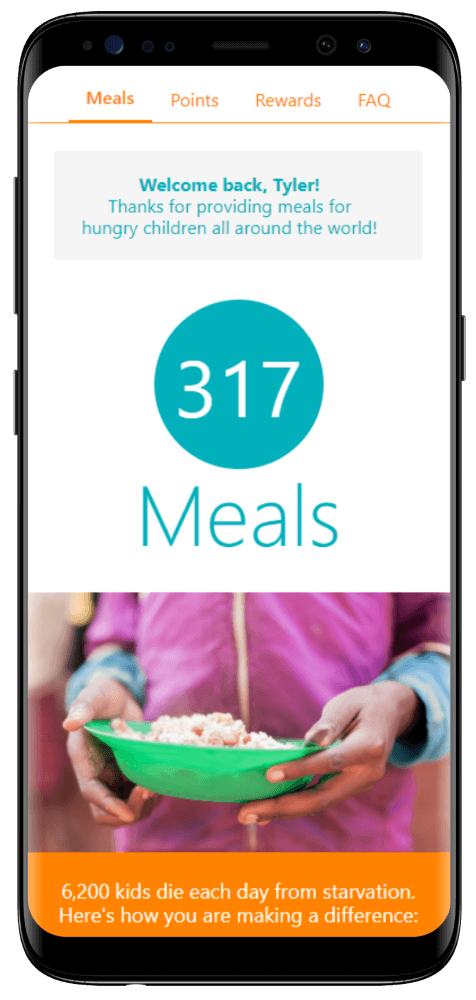 Meals Points Rewards FAQ
Welcome back, Tyler!
Thanks for providing meals for
hungry children all around the world!
317
Meals
6,200 kids die each day from starvation.
Here's how you are making a difference: